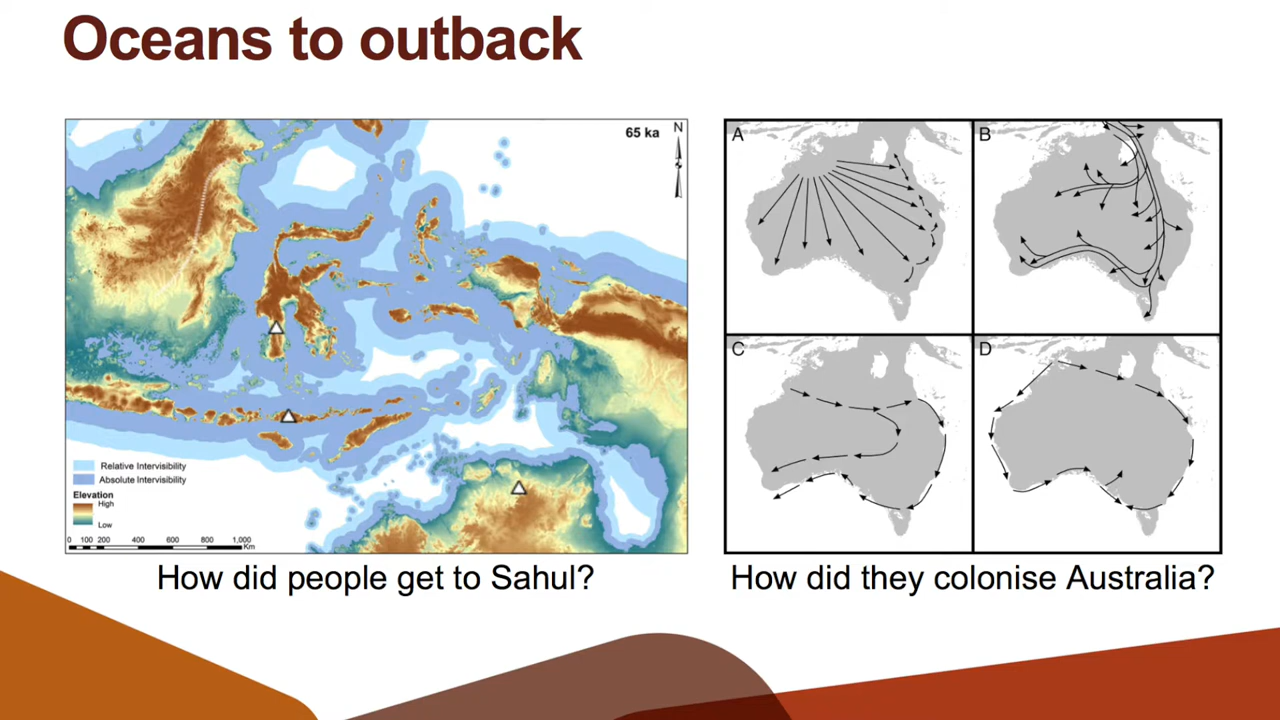 Oceans to outback
65 ka
N
Relative Intervisibility
Absolute Intervisibility
Elevation
High
Low
0 100 200 400 600 800 1,000
Km
A
B
C
D
How did people get to Sahul?
How did they colonise Australia?